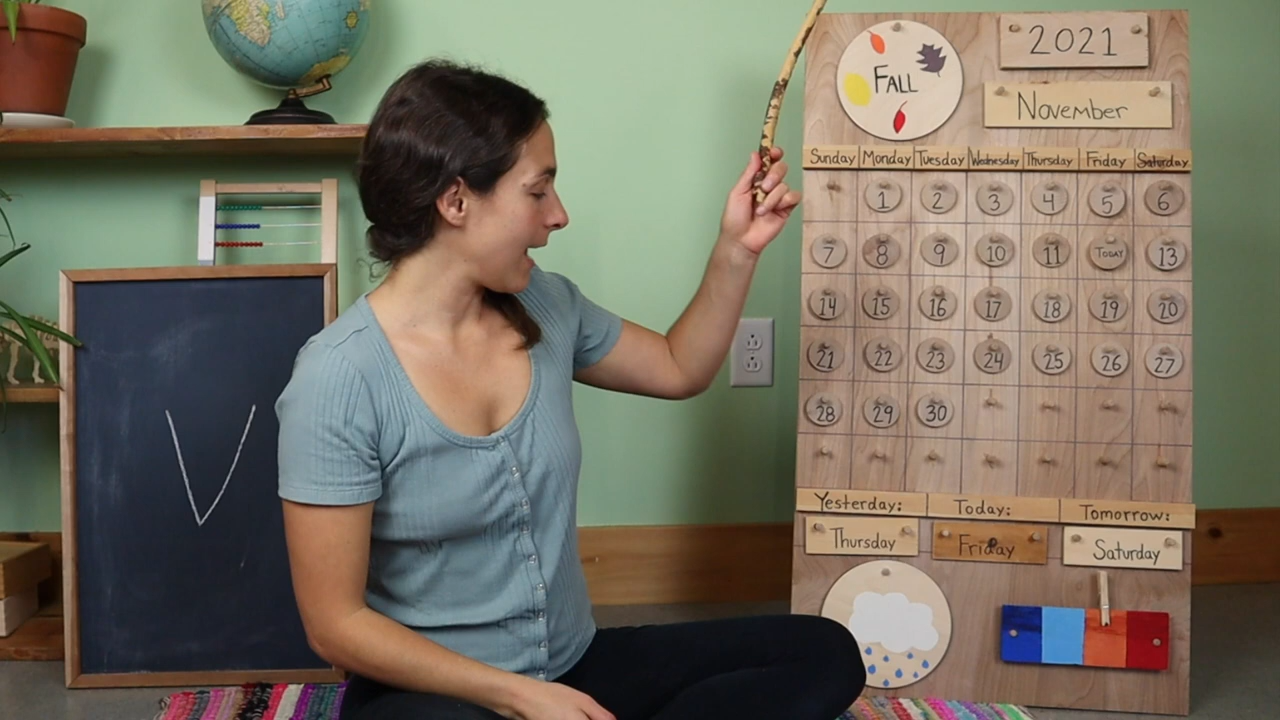 V
FALL
2021
November
Sunday Monday Tuesday Wednesday Thursday Friday Saturday
1 2 3 4 5 6
7 8 9 10 11 TODAY 13
14 15 16 17 18 19 20
21 22 23 24 25 26 27
28 29 30
Yesterday: Today: Tomorrow:
Thursday Friday Saturday